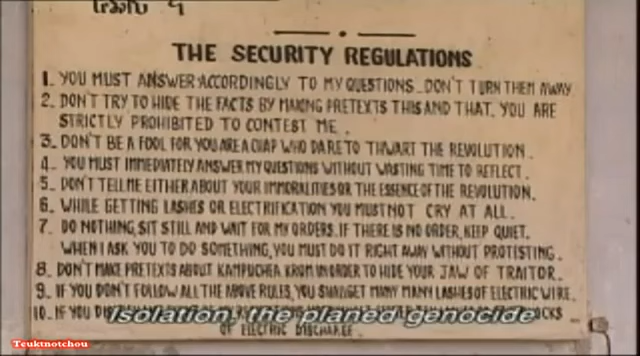 THE SECURITY REGULATIONS
1. YOU MUST ANSWER ACCORDINGLY TO MY QUESTIONS. DON'T TURN THEM AWAY
2. DON'T TRY TO HIDE THE FACTS BY MAKING PRETEXTS THIS AND THAT. YOU ARE
STRICTLY PROHIBITED TO CONTEST ME.
3. DON'T BE A FOOL FOR YOU ARE A CHAP WHO DARE TO THWART THE REVOLUTION.
4. YOU MUST IMMEDIATELY ANSWER MY QUESTIONS WITHOUT WASTING TIME TO REFLECT.
5. DON'T TELL ME EITHER ABOUT YOUR IMMORALITIES OR THE ESSENCE OF THE REVOLUTION.
6. WHILE GETTING LASHES OR ELECTRIFICATION YOU MUST NOT CRY AT ALL.
7. DO NOTHING, SIT STILL AND WAIT FOR MY ORDERS. IF THERE IS NO ORDER, KEEP QUIET.
WHEN I ASK YOU TO DO SOMETHING, YOU MUST DO IT RIGHT AWAY WITHOUT PROTESTING.
8. DON'T MAKE PRETEXTS ABOUT KAMPUCHEA KROM IN ORDER TO HIDE YOUR JAW OF TRAITOR.
9. IF YOU DON'T FOLLOW ALL THE ABOVE RULES, YOU SHALL GET MANY MANY LASHES OF ELECTRIC WIRE.
10. IF YOU
isolation, the planed genocide
OF ELECTRIC DISCHARGE.
Teuktnotchou